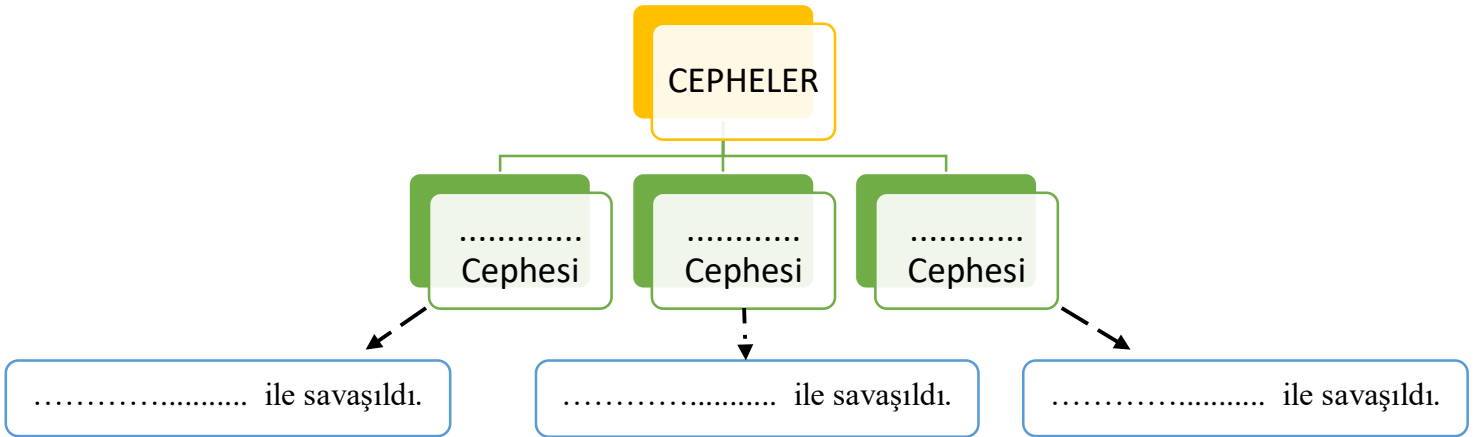 CEPHELER
.............
Cephesi
............
Cephesi
............
Cephesi
…………........... ile savaşıldı.
…………........... ile savaşıldı.
…………........... ile savaşıldı.